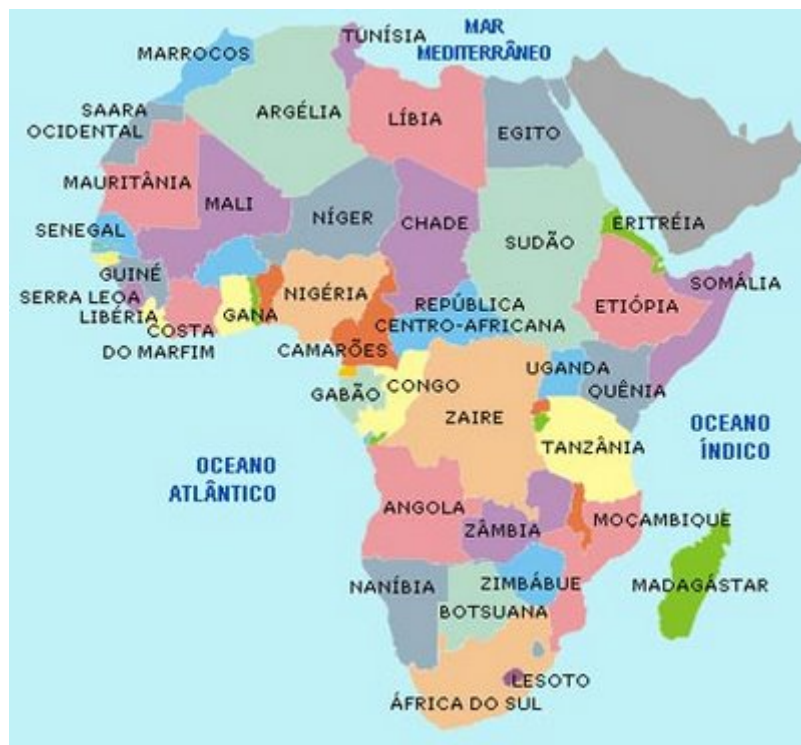 MAR
MEDITERRÂNEO
TUNÍSIA
MARROCOS
SAARA
OCIDENTAL
ARGÉLIA
LÍBIA
EGITO
MAURITÂNIA
MALI
NÍGER
CHADE
SUDÃO
ERITRÉIA
SENEGAL
GUINÉ
SERRA LEOA
LIBÉRIA
COSTA
DO MARFIM
GANA
NIGÉRIA
CAMARÕES
REPÚBLICA
CENTRO-AFRICANA
ETIÓPIA
SOMÁLIA
GABÃO
CONGO
ZAIRE
UGANDA
QUÊNIA
TANZÂNIA
OCEANO
ÍNDICO
OCEANO
ATLÂNTICO
ANGOLA
ZÂMBIA
MOÇAMBIQUE
NANÍBIA
ZIMBÁBUE
BOTSUANA
MADAGÁSTAR
LESOTO
ÁFRICA DO SUL